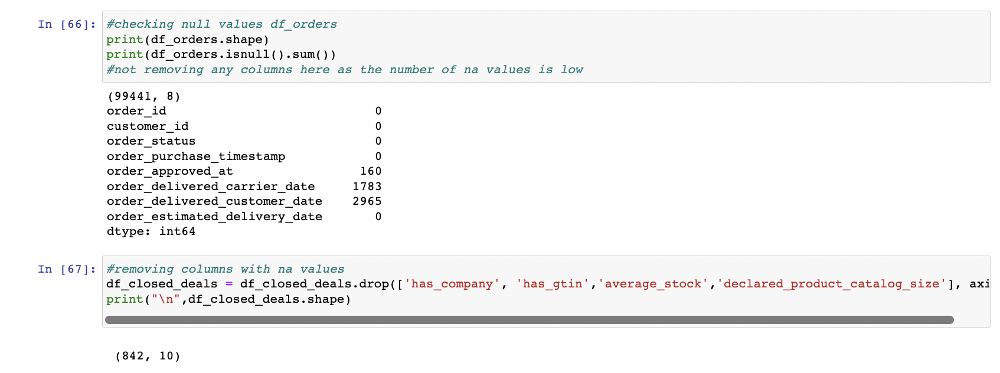 In [66]: #checking null values df_orders
print(df_orders.shape)
print(df_orders.isnull().sum())
#not removing any columns here as the number of na values is low
(99441, 8)
order_id 0
customer_id 0
order_status 0
order_purchase_timestamp 0
order_approved_at 160
order_delivered_carrier_date 1783
order_delivered_customer_date 2965
order_estimated_delivery_date 0
dtype: int64
In [67]: #removing columns with na values
df_closed_deals = df_closed_deals.drop(['has_company', 'has_gtin','average_stock','declared_product_catalog_size'], axi
print("\n",df_closed_deals.shape)
(842, 10)